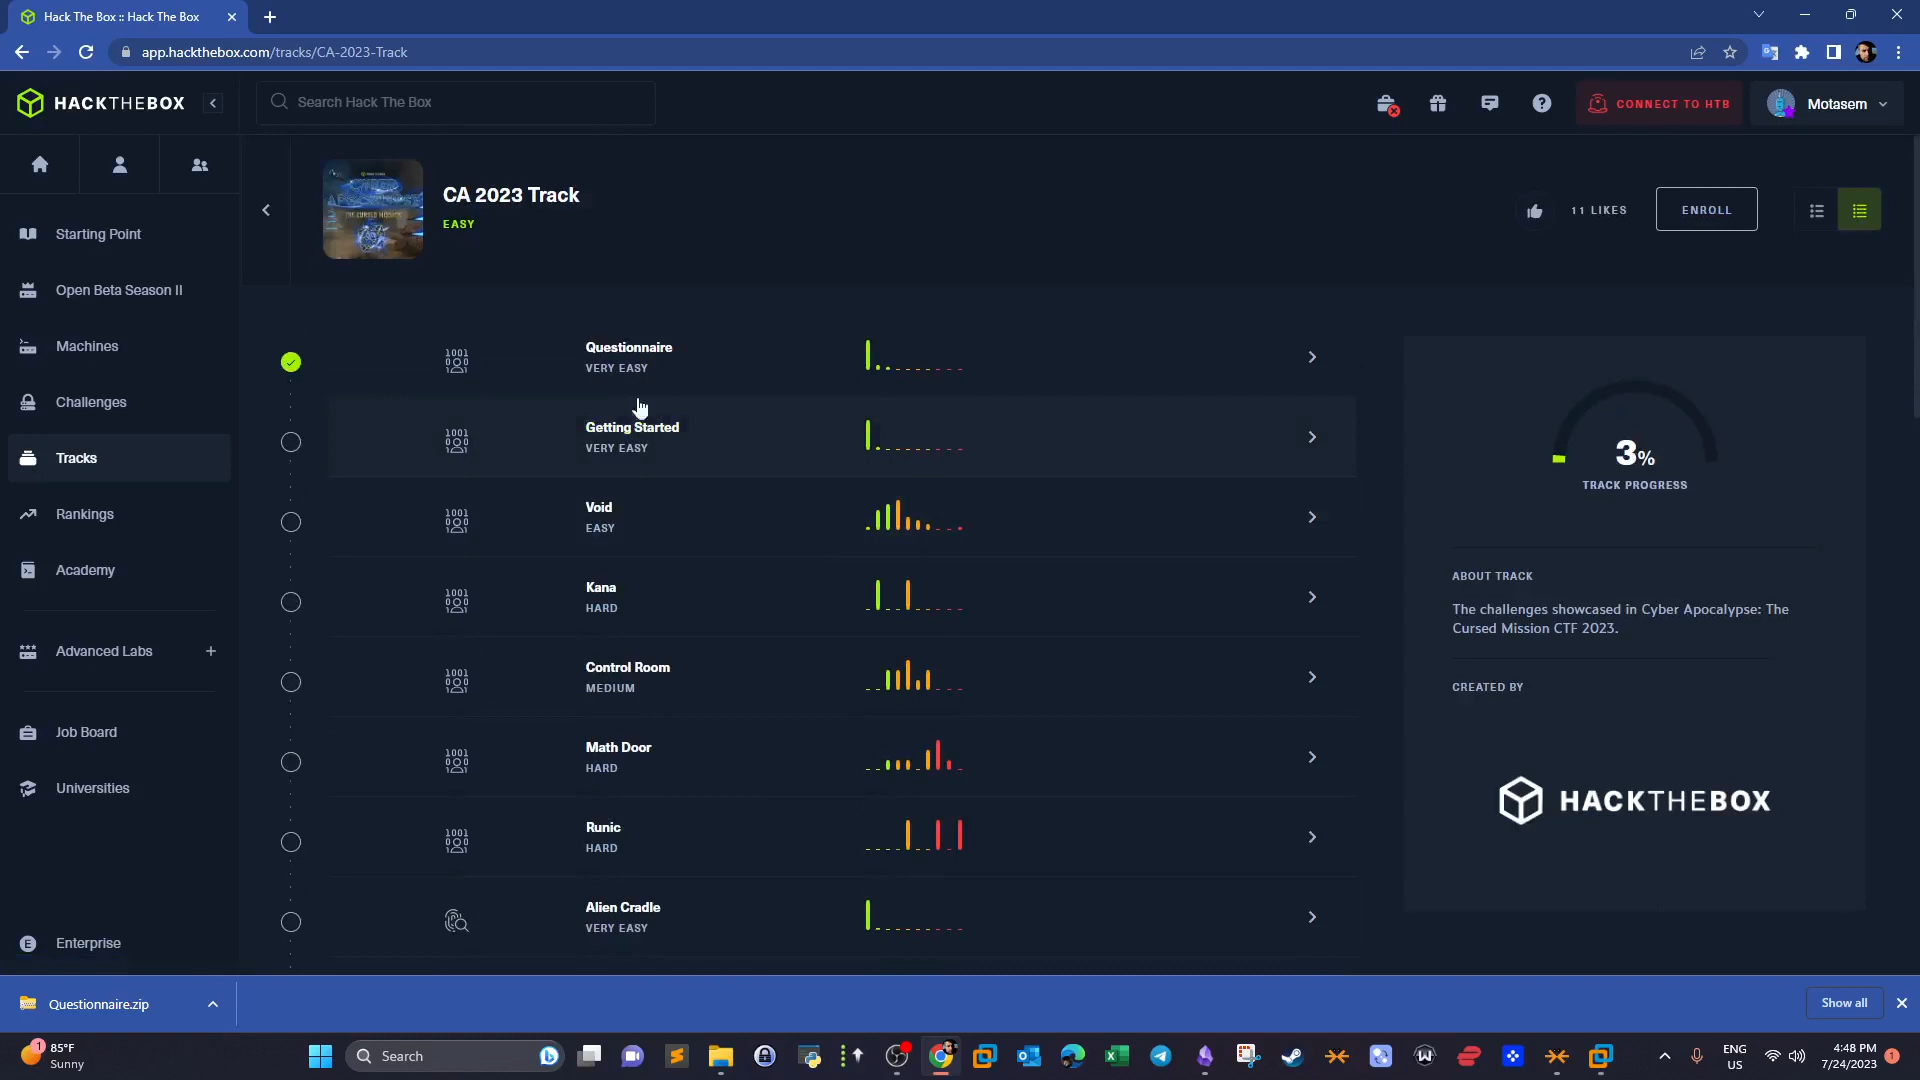 Hack The Box :: Hack The Box
app.hackthebox.com/tracks/CA-2023-Track
HACKTHEBOX
Search Hack The Box
CONNECT TO HTB
Motasem
CA 2023 Track
EASY
11 LIKES
ENROLL
Starting Point
Open Beta Season II
Machines
Challenges
Tracks
Rankings
Academy
Advanced Labs
Job Board
Universities
E Enterprise
Questionnaire
VERY EASY
Getting Started
VERY EASY
Void
EASY
Kana
HARD
Control Room
MEDIUM
Math Door
HARD
Runic
HARD
Alien Cradle
VERY EASY
3%
TRACK PROGRESS
ABOUT TRACK
The challenges showcased in Cyber Apocalypse: The
Cursed Mission CTF 2023.
CREATED BY
HACKTHEBOX
Questionnaire.zip
Show all
1
85°F
Sunny
Search
ENG
US
4:48 PM
7/24/2023
1